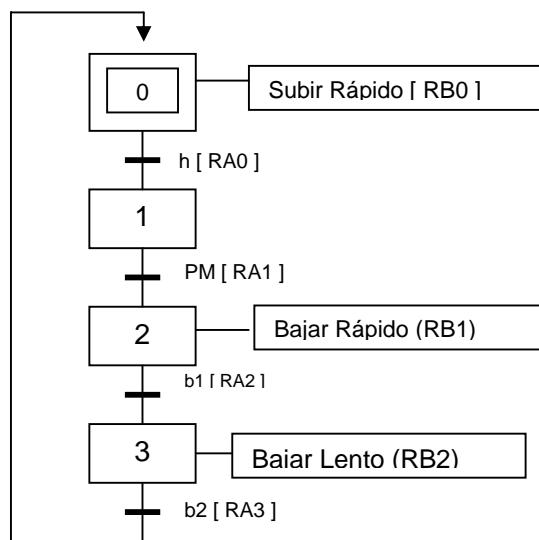 0
Subir Rápido [ RB0 ]
h [ RA0 ]
1
PM [ RA1 ]
2
Bajar Rápido (RB1)
b1 [ RA2 ]
3
Bajar Lento (RB2)
b2 [ RA3 ]